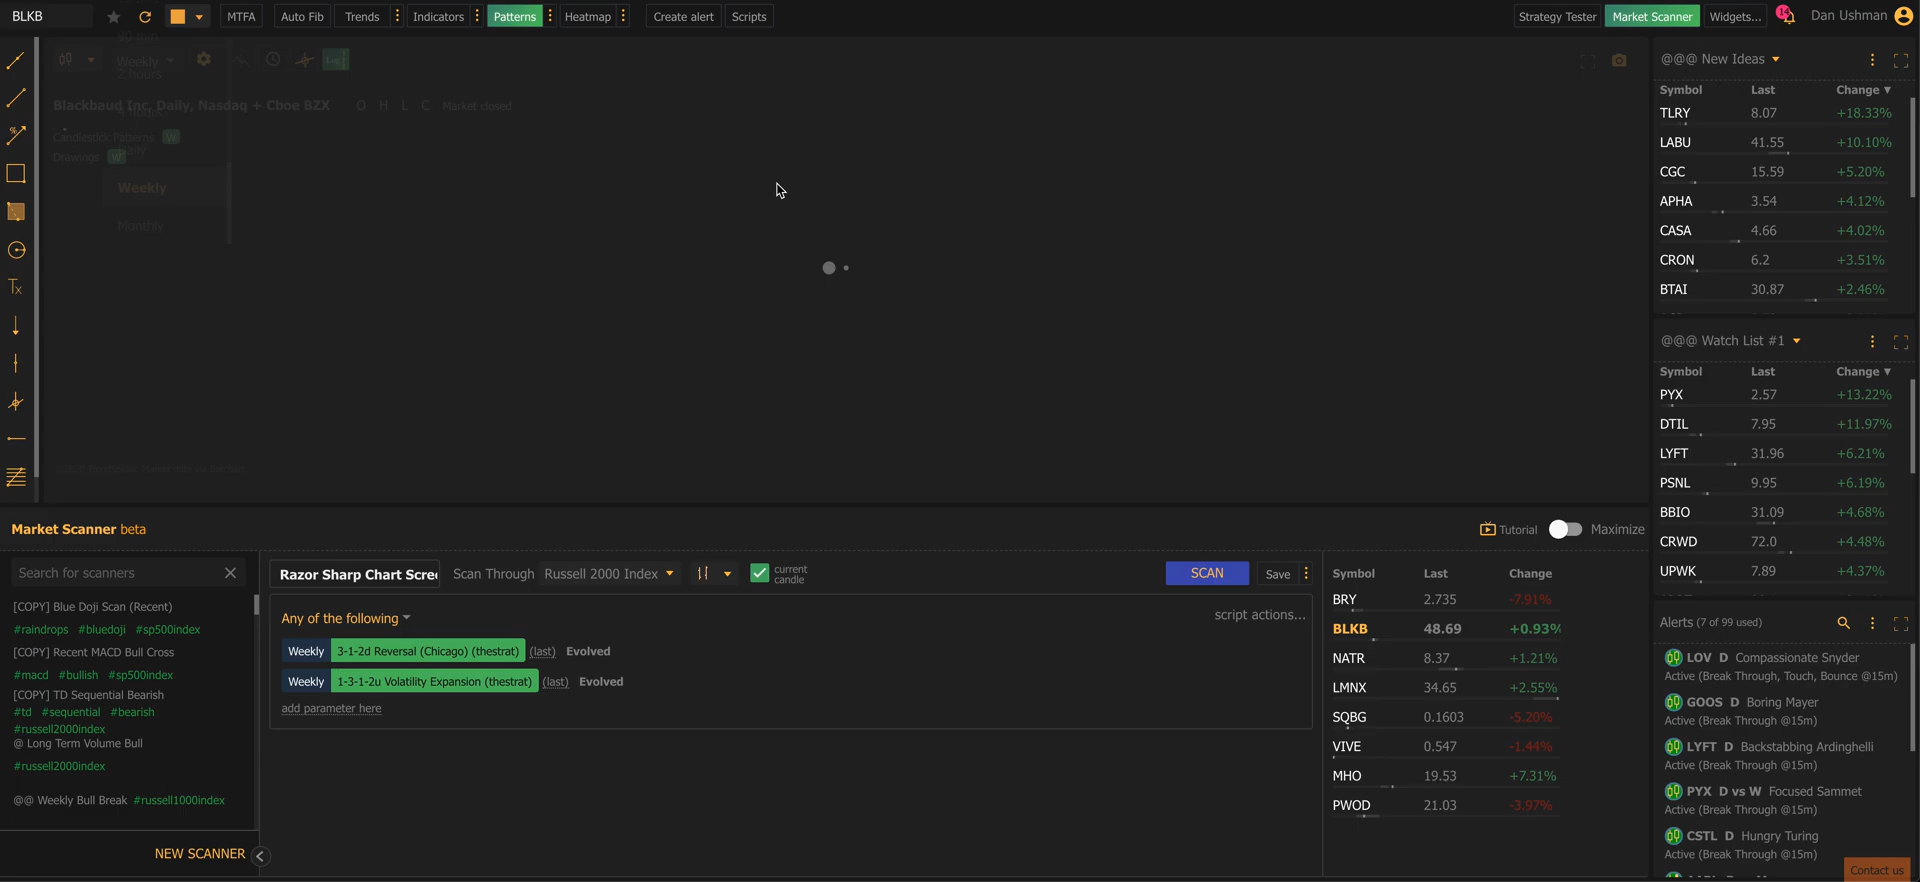 BLKB
MTFA
Auto Fib
Trends
Indicators
Patterns
Heatmap
Create alert
Scripts
Strategy Tester
Market Scanner
Widgets...
14
Dan Ushman
90 min
Weekly
2 hours
Log
Blackbaud Inc, Daily, Nasdaq + Cboe BZX O H L C Market closed
4 hours
Candlestick Patterns W
Drawings W
Daily
Weekly
Monthly
@@@ New Ideas
Symbol Last Change ▼
TLRY 8.07 +18.33%
LABU 41.55 +10.10%
CGC 15.59 +5.20%
APHA 3.54 +4.12%
CASA 4.66 +4.02%
CRON 6.2 +3.51%
BTAI 30.87 +2.46%
@@@ Watch List #1
Symbol Last Change ▼
PYX 2.57 +13.22%
DTIL 7.95 +11.97%
LYFT 31.96 +6.21%
PSNL 9.95 +6.19%
BBIO 31.09 +4.68%
CRWD 72.0 +4.48%
UPWK 7.89 +4.37%
Alerts (7 of 99 used)
LOV D Compassionate Snyder
Active (Break Through, Touch, Bounce @15m)
GOOS D Boring Mayer
Active (Break Through @15m)
LYFT D Backstabbing Ardinghelli
Active (Break Through @15m)
PYX D vs W Focused Sammet
Active (Break Through @15m)
CSTL D Hungry Turing
Active (Break Through @15m)
Contact us
Market Scanner beta
Tutorial
Maximize
Search for scanners
[COPY] Blue Doji Scan (Recent)
#raindrops #bluedoji #sp500index
[COPY] Recent MACD Bull Cross
#macd #bullish #sp500index
[COPY] TD Sequential Bearish
#td #sequential #bearish
#russell2000index
@ Long Term Volume Bull
#russell2000index
@@ Weekly Bull Break #russell1000index
NEW SCANNER
Razor Sharp Chart Scree
Scan Through Russell 2000 Index
current
candle
SCAN
Save
Any of the following
script actions...
Weekly 3-1-2d Reversal (Chicago) (thestrat) (last) Evolved
Weekly 1-3-1-2u Volatility Expansion (thestrat) (last) Evolved
add parameter here
Symbol Last Change
BRY 2.735 -7.91%
BLKB 48.69 +0.93%
NATR 8.37 +1.21%
LMNX 34.65 +2.55%
SQBG 0.1603 -5.20%
VIVE 0.547 -1.44%
MHO 19.53 +7.31%
PWOD 21.03 -3.97%